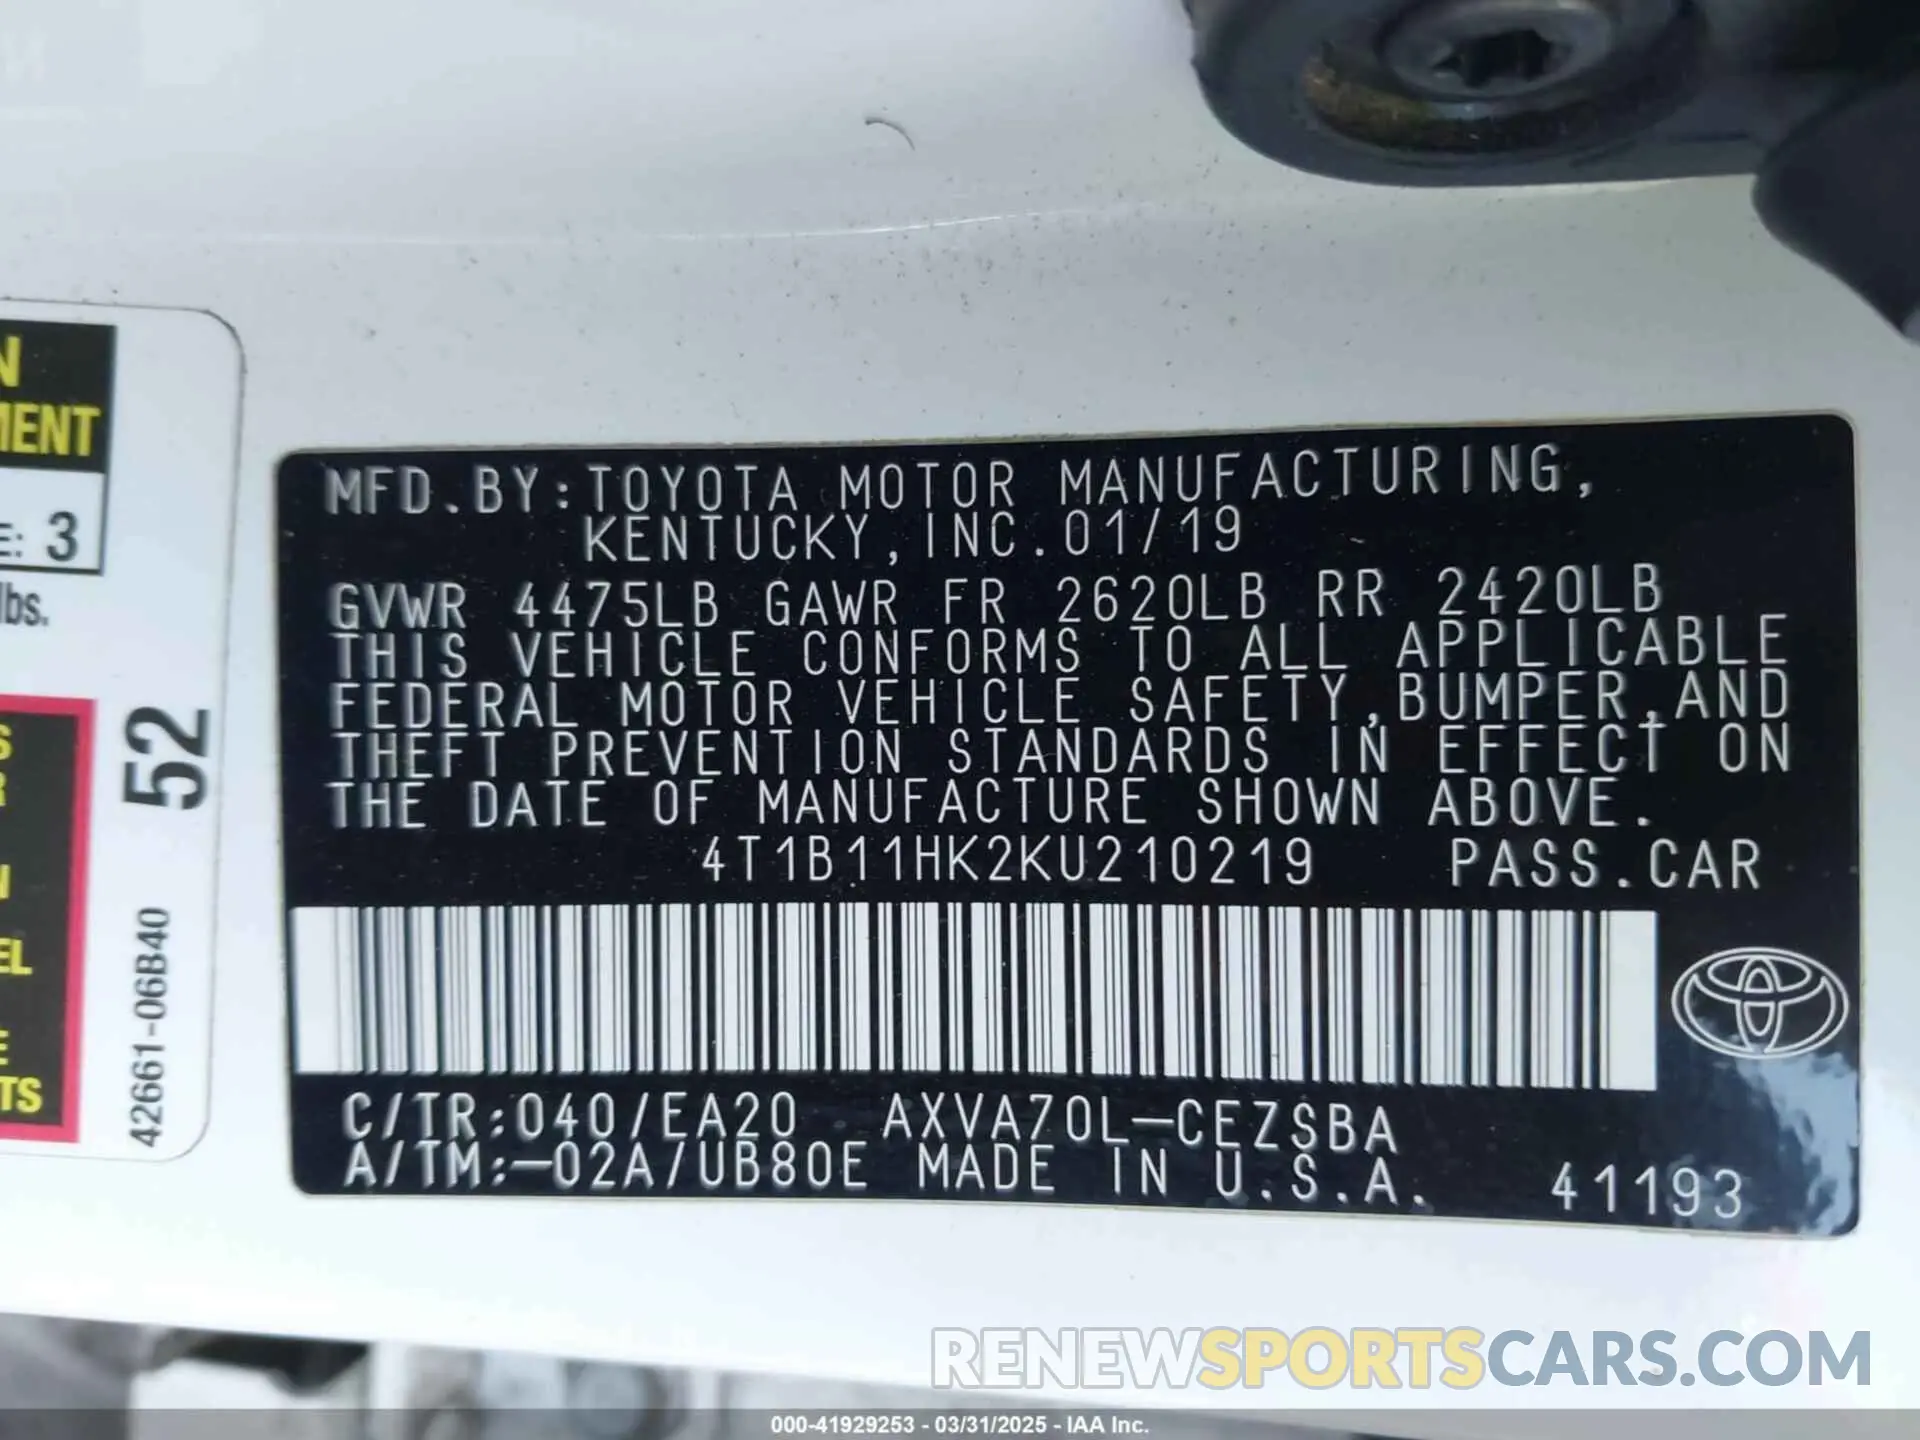 N
MENT
E: 3
lbs.
52
42661-06B40
S
R
N
EL
E
TS
MFD.BY:TOYOTA MOTOR MANUFACTURING,
KENTUCKY,INC.01/19
GVWR 4475LB GAWR FR 2620LB RR 2420LB
THIS VEHICLE CONFORMS TO ALL APPLICABLE
FEDERAL MOTOR VEHICLE SAFETY,BUMPER,AND
THEFT PREVENTION STANDARDS IN EFFECT ON
THE DATE OF MANUFACTURE SHOWN ABOVE.
4T1B11HK2KU210219 PASS.CAR
C/TR:040/EA20 AXVA70L-CEZSBA
A/TM:-02A/UB80E MADE IN U.S.A. 41193
RENEWSPORTSCARS.COM
000-41929253 - 03/31/2025 - IAA Inc.